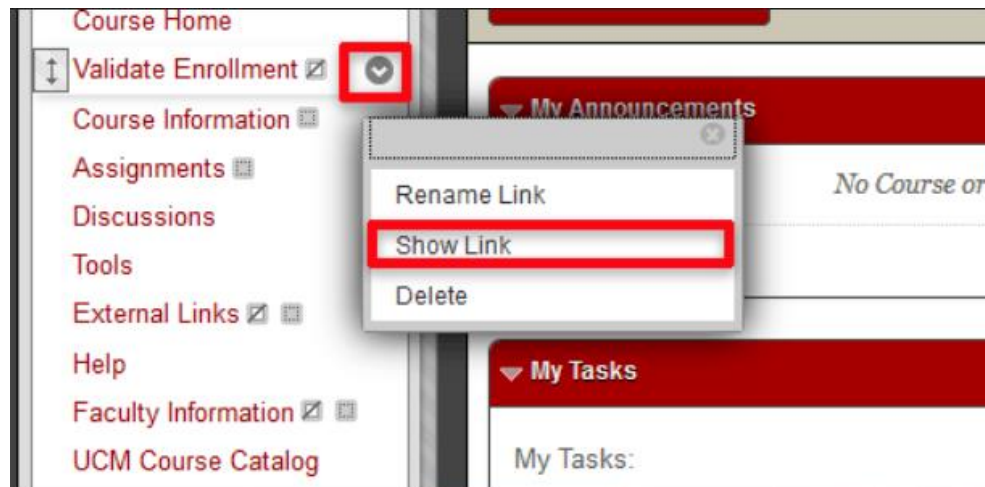 Course Home
Validate Enrollment
Course Information
Assignments
Discussions
Tools
External Links
Help
Faculty Information
UCM Course Catalog
Rename Link
Show Link
Delete
My Announcements
No Course or
My Tasks
My Tasks: